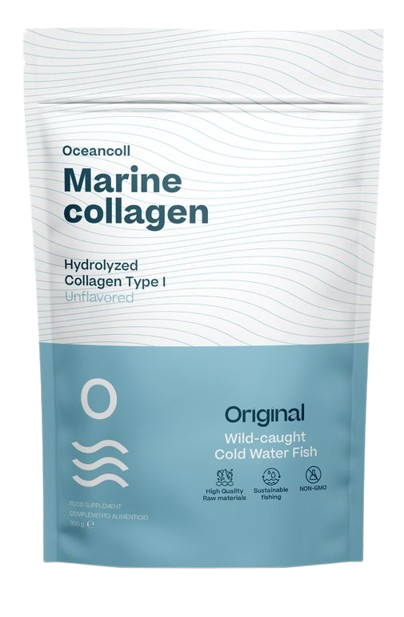 Oceancoll
Marine
collagen
Hydrolyzed
Collagen Type I
Unflavored
Original
Wild-caught
Cold Water Fish
High Quality
Raw materials
Sustainable
fishing
NON-GMO
FOOD SUPPLEMENT
COMPLEMENTO ALIMENTICIO
300 g ℮